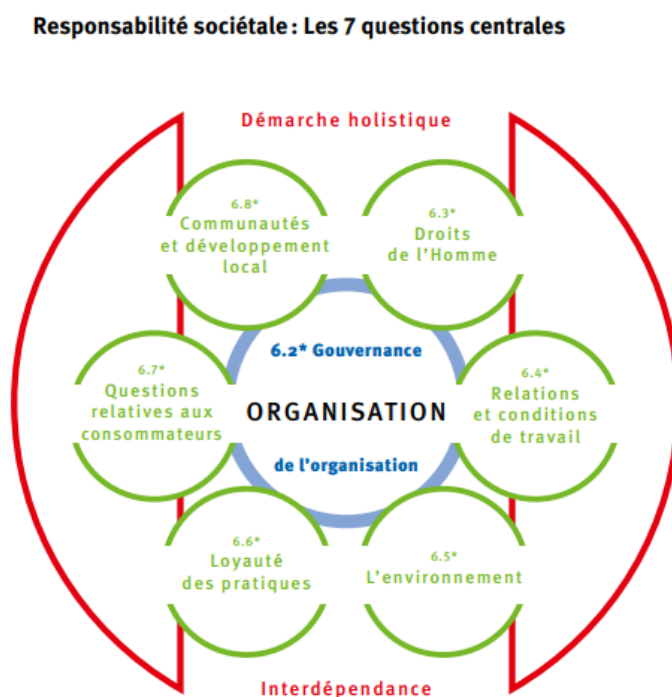 Responsabilité sociétale : Les 7 questions centrales
Démarche holistique
6.8*
Communautés
et développement
local
6.3*
Droits
de l'Homme
6.2* Gouvernance
ORGANISATION
de l'organisation
6.7*
Questions
relatives aux
consommateurs
6.4*
Relations
et conditions
de travail
6.6*
Loyauté
des pratiques
6.5*
L'environnement
Interdépendance